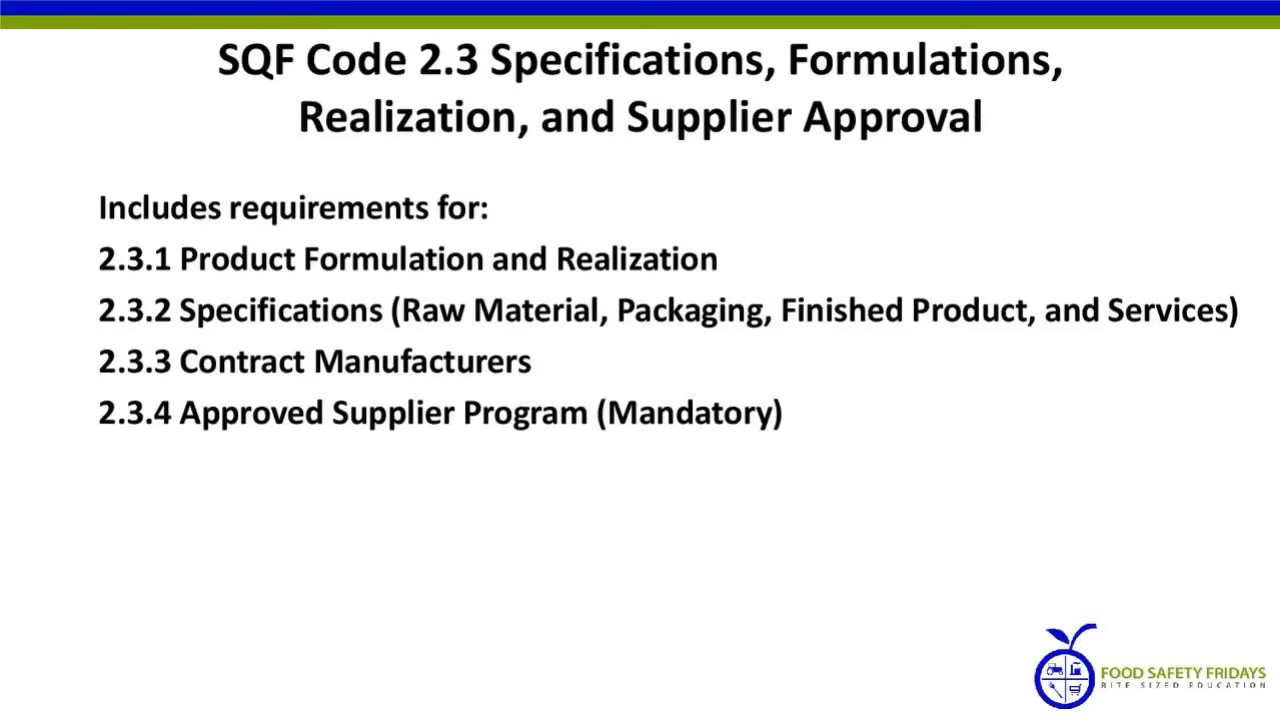 SQF Code 2.3 Specifications, Formulations,
Realization, and Supplier Approval
Includes requirements for:
2.3.1 Product Formulation and Realization
2.3.2 Specifications (Raw Material, Packaging, Finished Product, and Services)
2.3.3 Contract Manufacturers
2.3.4 Approved Supplier Program (Mandatory)
FOOD SAFETY FRIDAYS
BITE SIZED EDUCATION